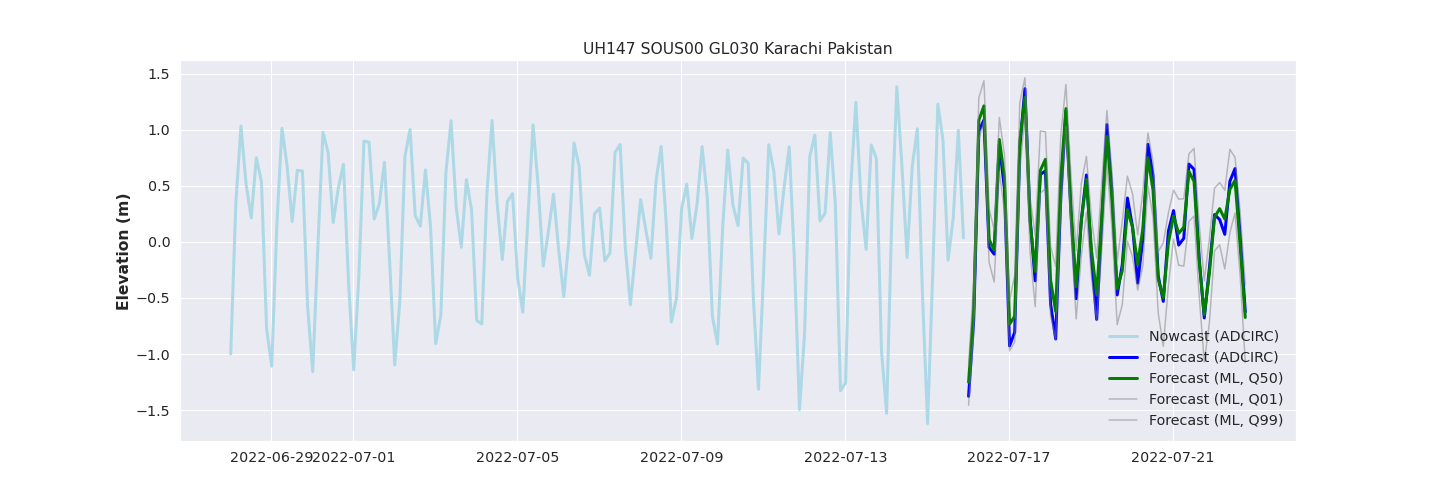 UH147 SOUS00 GL030 Karachi Pakistan
Elevation (m)
1.5
1.0
0.5
0.0
−0.5
−1.0
−1.5
2022-06-29
2022-07-01
2022-07-05
2022-07-09
2022-07-13
2022-07-17
2022-07-21
Nowcast (ADCIRC)
Forecast (ADCIRC)
Forecast (ML, Q50)
Forecast (ML, Q01)
Forecast (ML, Q99)